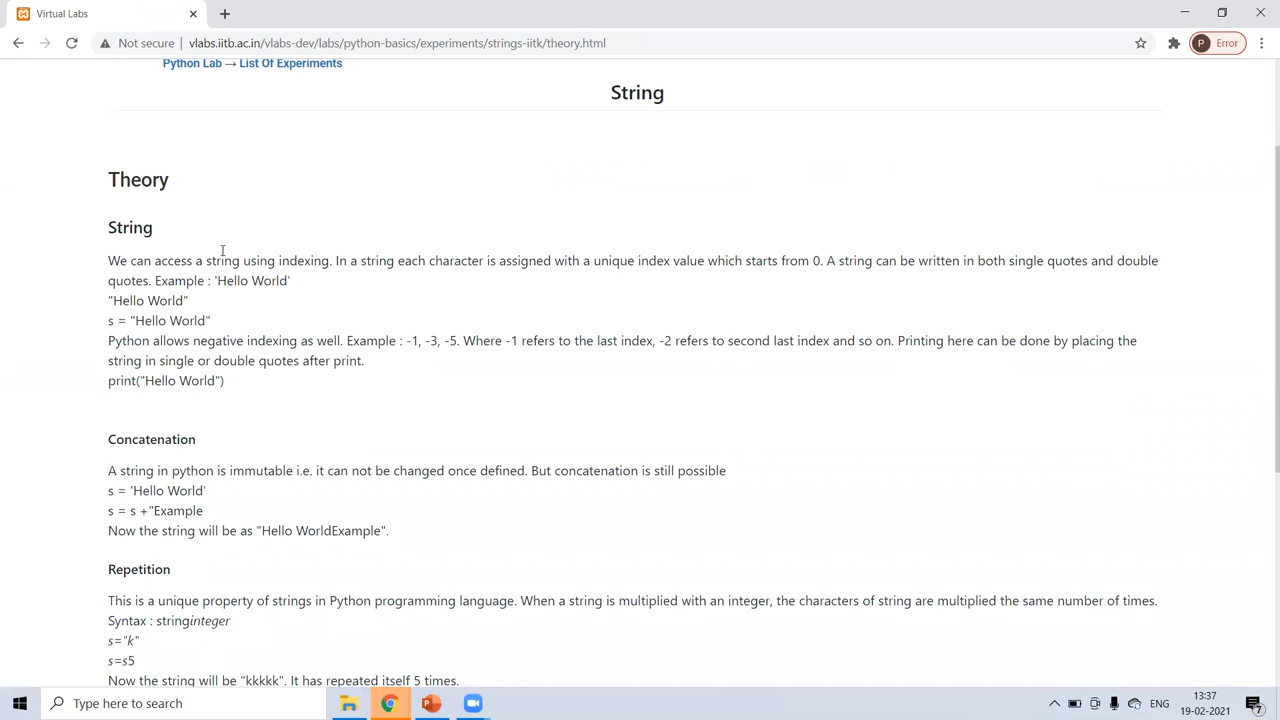 Virtual Labs
Not secure | vlabs.iitb.ac.in/vlabs-dev/labs/python-basics/experiments/strings-iitk/theory.html
P Error
Python Lab → List Of Experiments
String
Theory
String
We can access a string using indexing. In a string each character is assigned with a unique index value which starts from 0. A string can be written in both single quotes and double
quotes. Example : 'Hello World'
"Hello World"
s = "Hello World"
Python allows negative indexing as well. Example : -1, -3, -5. Where -1 refers to the last index, -2 refers to second last index and so on. Printing here can be done by placing the
string in single or double quotes after print.
print("Hello World")
Concatenation
A string in python is immutable i.e. it can not be changed once defined. But concatenation is still possible
s = 'Hello World'
s = s +"Example
Now the string will be as "Hello WorldExample".
Repetition
This is a unique property of strings in Python programming language. When a string is multiplied with an integer, the characters of string are multiplied the same number of times.
Syntax : stringinteger
s="k"
s=s5
Now the string will be "kkkkk". It has repeated itself 5 times.
Type here to search
ENG
13:37
19-02-2021
7